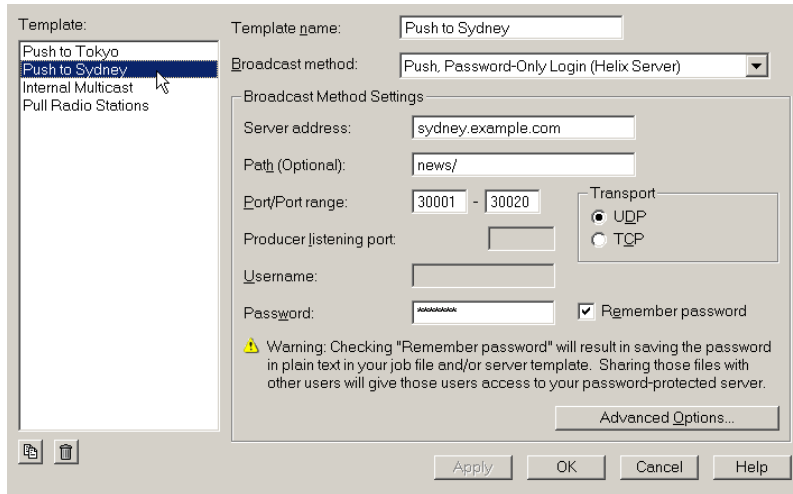 Template:
Push to Tokyo
Push to Sydney
Internal Multicast
Pull Radio Stations
Template name: Push to Sydney
Broadcast method: Push, Password-Only Login (Helix Server)
Broadcast Method Settings
Server address: sydney.example.com
Path (Optional): news/
Port/Port range: 30001 - 30020
Transport
UDP
TCP
Producer listening port:
Username:
Password: *******
Remember password
Warning: Checking "Remember password" will result in saving the password
in plain text in your job file and/or server template. Sharing those files with
other users will give those users access to your password-protected server.
Advanced Options...
Apply OK Cancel Help